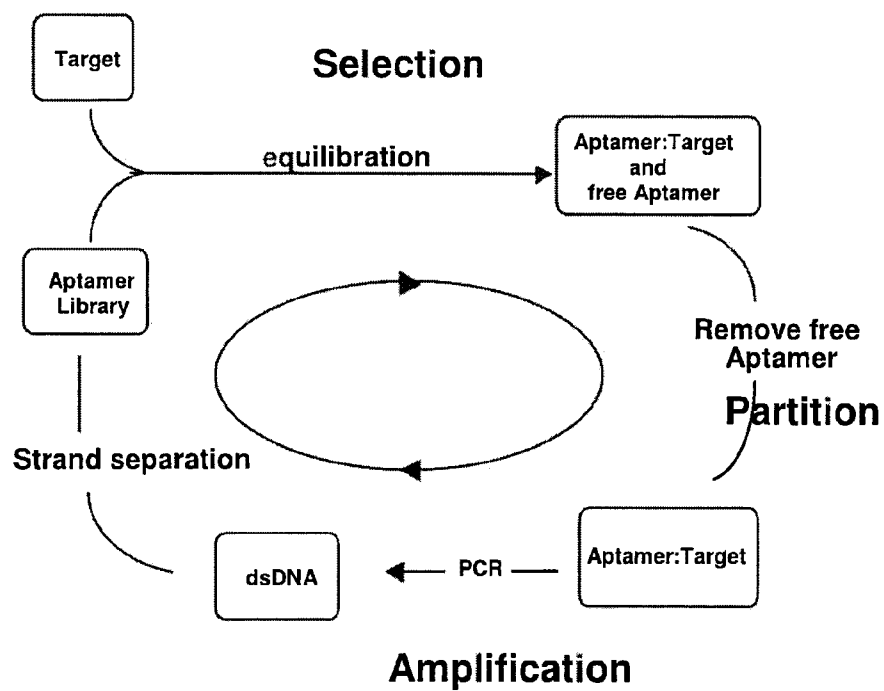 Target
Selection
equilibration
Aptamer:Target
and
free Aptamer
Aptamer
Library
Remove free
Aptamer
Partition
Strand separation
dsDNA
PCR
Aptamer:Target
Amplification